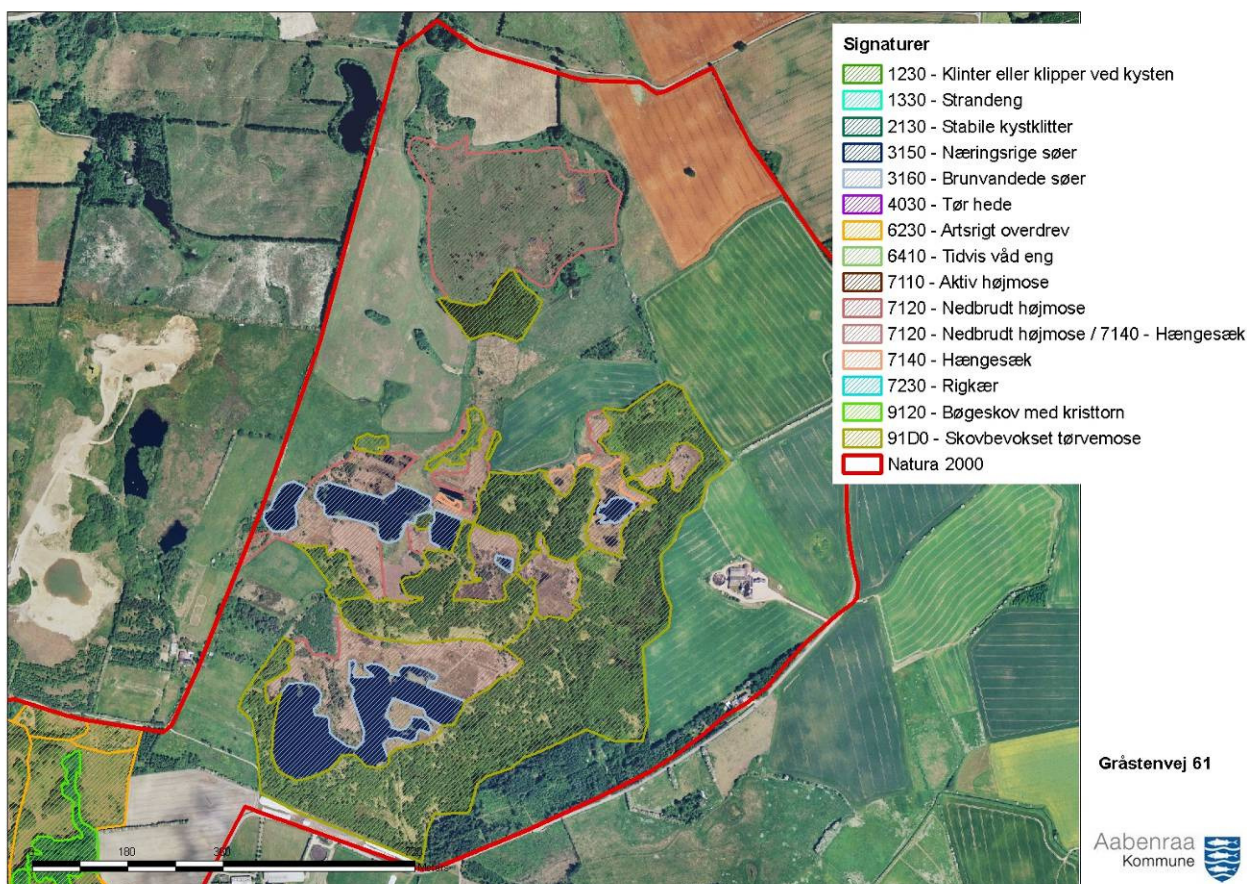 Signaturer
1230 - Klinter eller klipper ved kysten
1330 - Strandeng
2130 - Stabile kystklitter
3150 - Næringsrige søer
3160 - Brunvandede søer
4030 - Tør hede
6230 - Artsrigt overdrev
6410 - Tidvis våd eng
7110 - Aktiv højmose
7120 - Nedbrudt højmose
7120 - Nedbrudt højmose / 7140 - Hængesæk
7140 - Hængesæk
7230 - Rigkær
9120 - Bøgeskov med kristtorn
91D0 - Skovbevokset tørvemose
Natura 2000
Gråstenvej 61
180
Aabenraa
Kommune